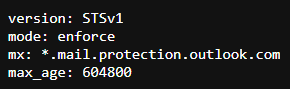 version: STSv1
mode: enforce
mx: *.mail.protection.outlook.com
max_age: 604800